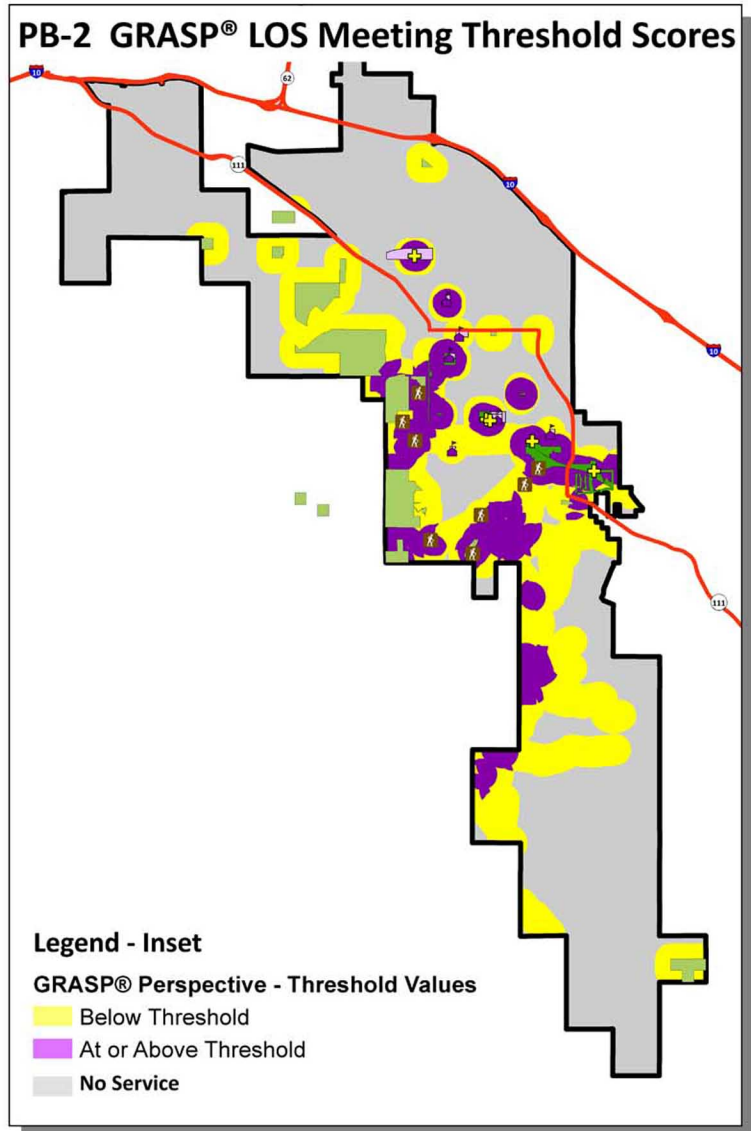 PB-2 GRASP® LOS Meeting Threshold Scores
10
62
111
10
10
111
Legend - Inset
GRASP® Perspective - Threshold Values
Below Threshold
At or Above Threshold
No Service